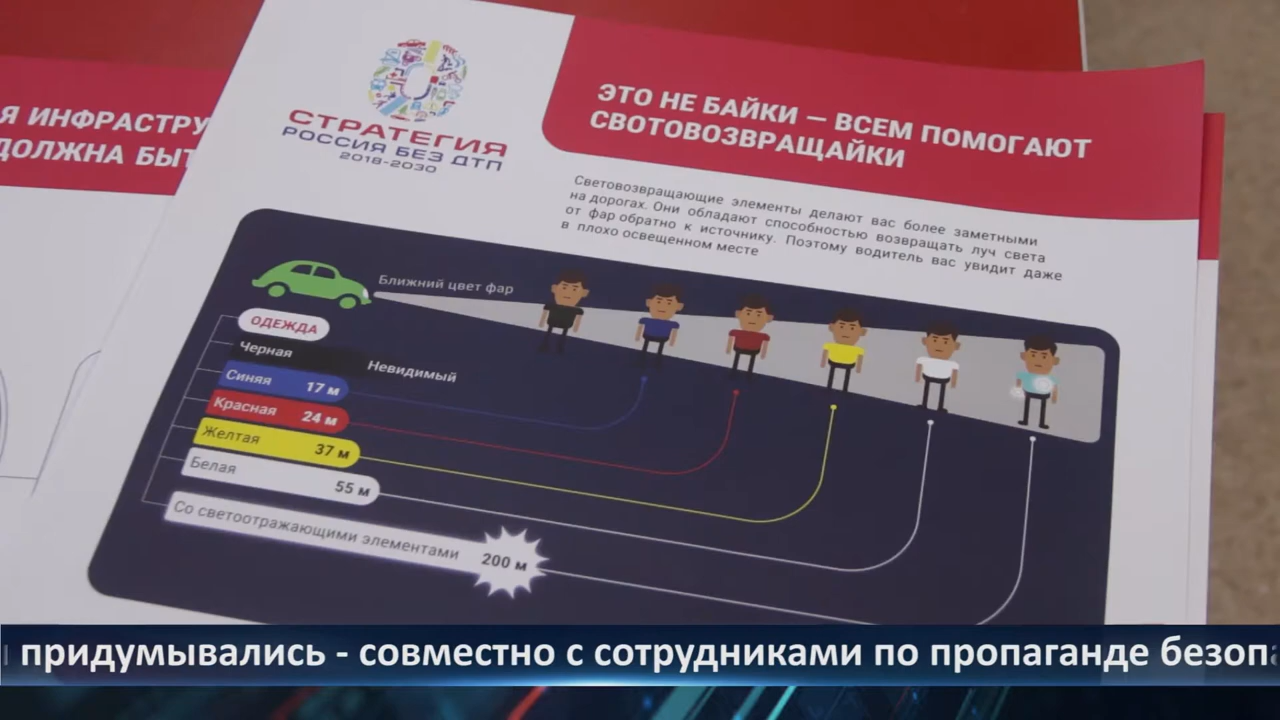 Я ИНФРАСТРУ
ДОЛЖНА БЫТ
СТРАТЕГИЯ
РОССИЯ БЕЗ ДТП
2018-2030
ЭТО НЕ БАЙКИ — ВСЕМ ПОМОГАЮТ
СВОТОВОЗВРАЩАЙКИ
Световозвращающие элементы делают вас более заметными
на дорогах. Они обладают способностью возвращать луч света
от фар обратно к источнику. Поэтому водитель вас увидит даже
в плохо освещенном месте
Ближний цвет фар
ОДЕЖДА
Черная Невидимый
Синяя 17 м
Красная 24 м
Желтая 37 м
Белая 55 м
Со светоотражающими элементами 200 м
придумывались - совместно с сотрудниками по пропаганде безопа